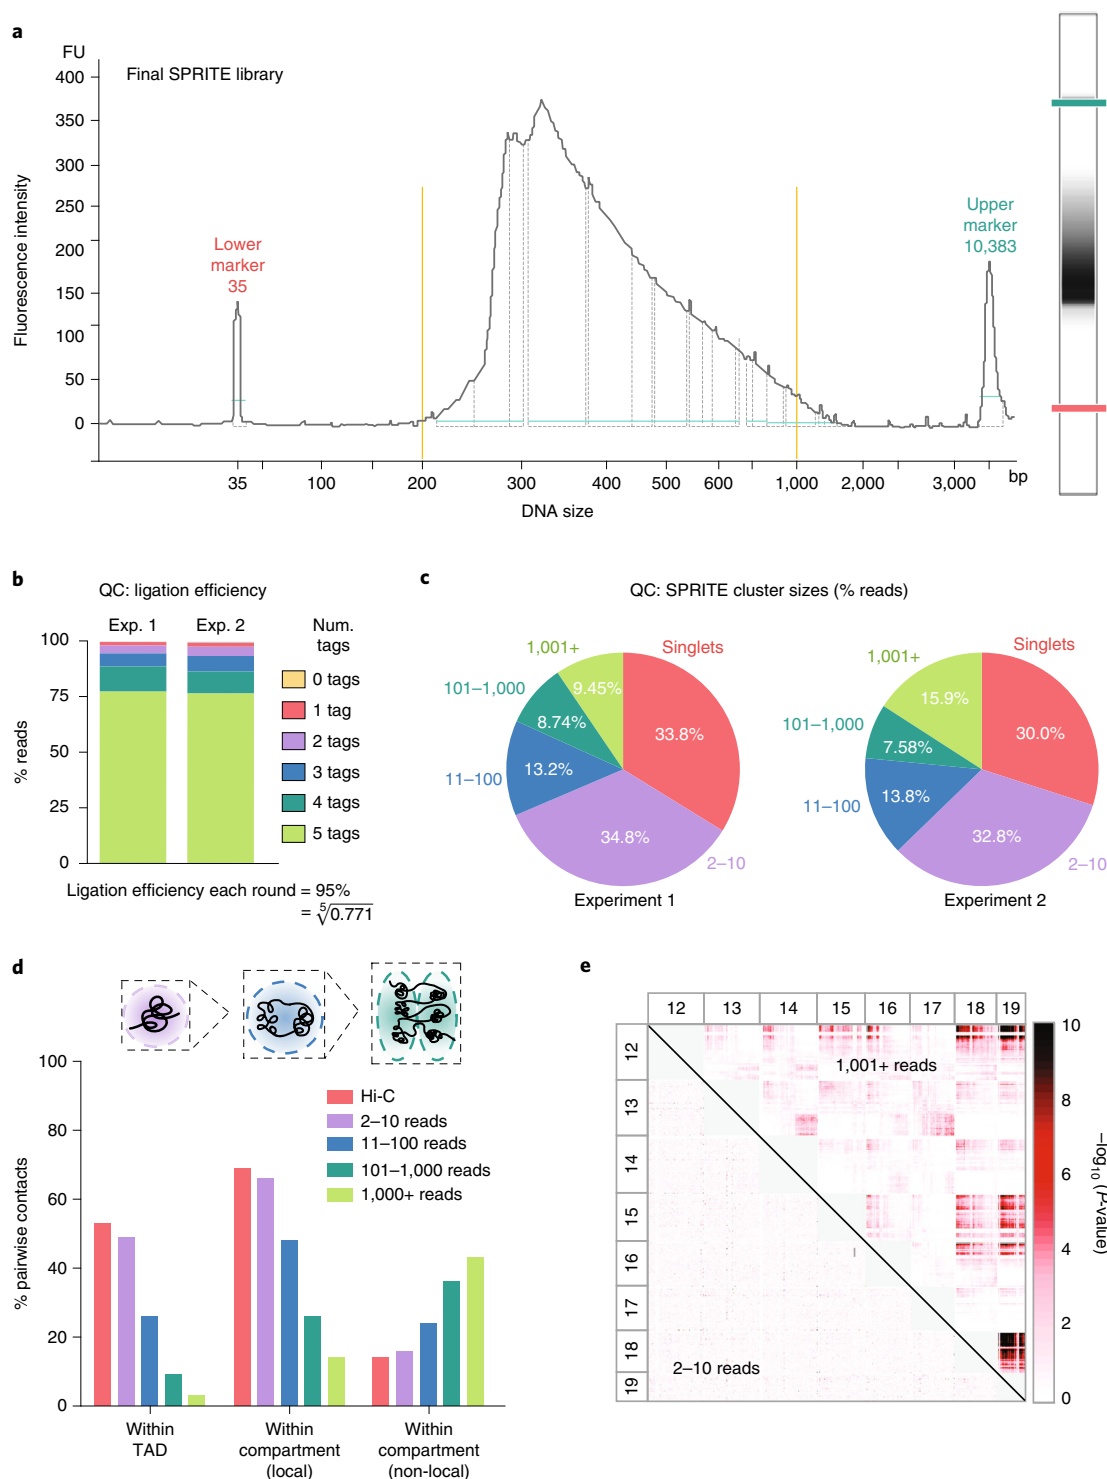 a
FU
Final SPRITE library
400
350
300
250
200
150
100
50
0
Fluorescence intensity
Lower
marker
35
Upper
marker
10,383
35 100 200 300 400 500 600 1,000 2,000 3,000 bp
DNA size
b
QC: ligation efficiency
Exp. 1 Exp. 2
Num.
tags
100
75
50
25
0
% reads
0 tags
1 tag
2 tags
3 tags
4 tags
5 tags
Ligation efficiency each round = 95%
= ⁵√0.771
c
QC: SPRITE cluster sizes (% reads)
1,001+
Singlets
101–1,000
9.45%
8.74%
33.8%
11–100
13.2%
34.8%
2–10
Experiment 1
1,001+
Singlets
101–1,000
15.9%
7.58%
30.0%
11–100
13.8%
32.8%
2–10
Experiment 2
d
100
80
60
40
20
0
% pairwise contacts
Hi-C
2–10 reads
11–100 reads
101–1,000 reads
1,000+ reads
Within
TAD
Within
compartment
(local)
Within
compartment
(non-local)
e
12 13 14 15 16 17 18 19
12
13
14
15
16
17
18
19
1,001+ reads
2–10 reads
10
8
6
4
2
0
–log₁₀ (P-value)